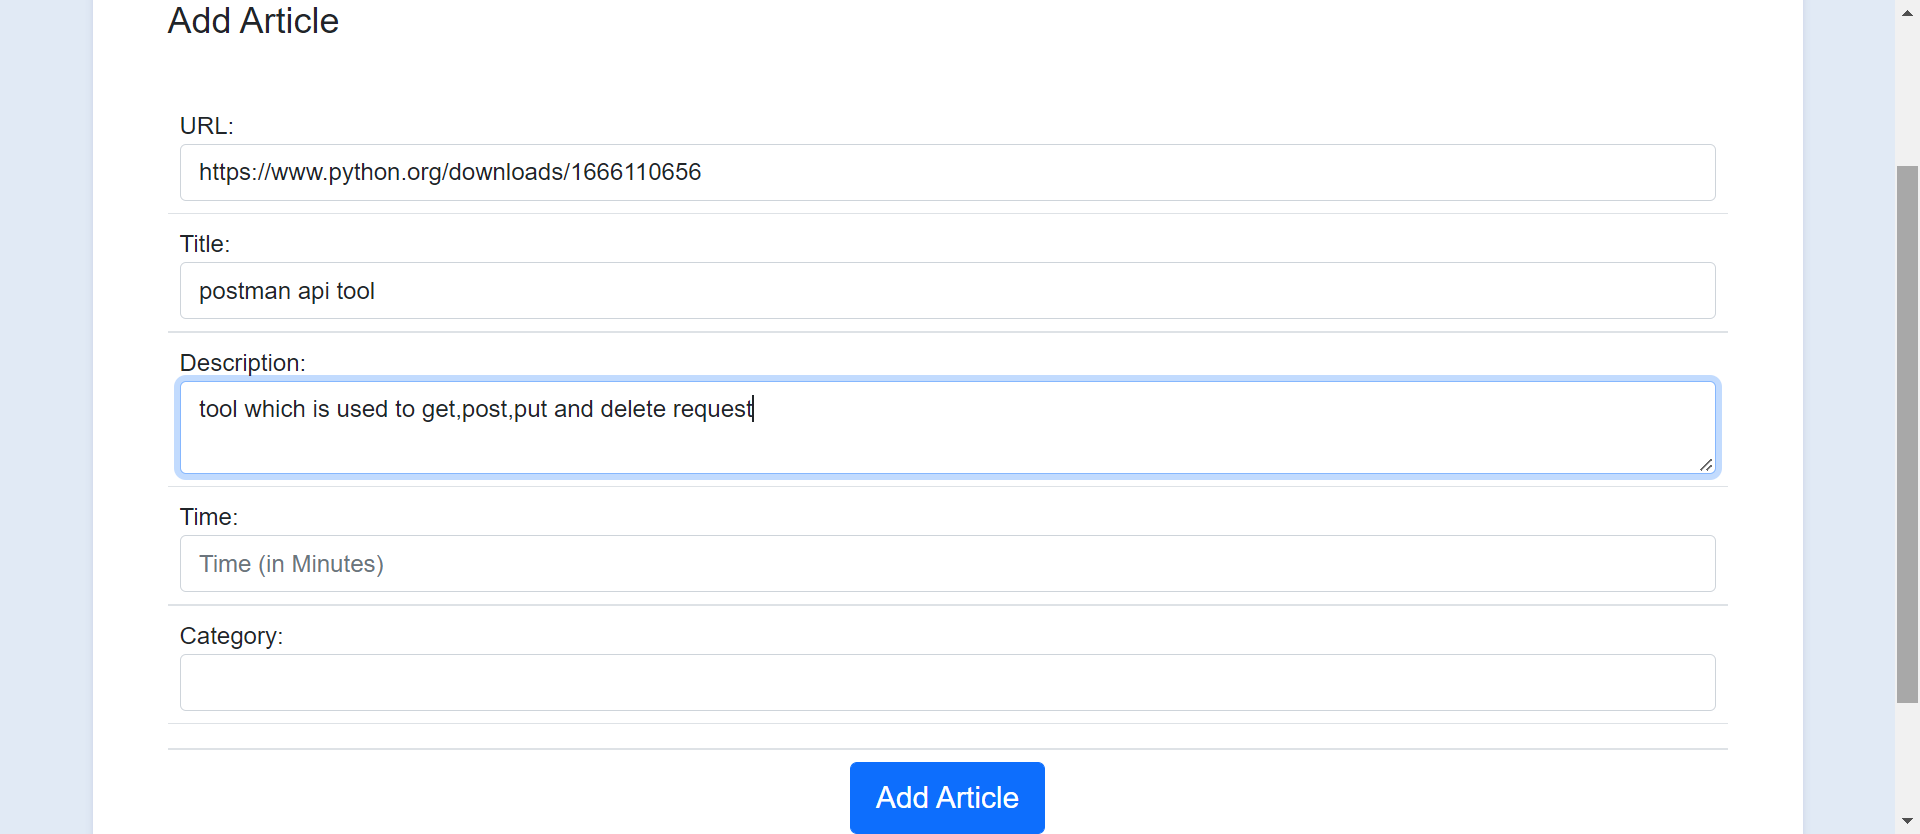 Add Article
URL:
https://www.python.org/downloads/1666110656
Title:
postman api tool
Description:
tool which is used to get,post,put and delete request
Time:
Time (in Minutes)
Category:
Add Article